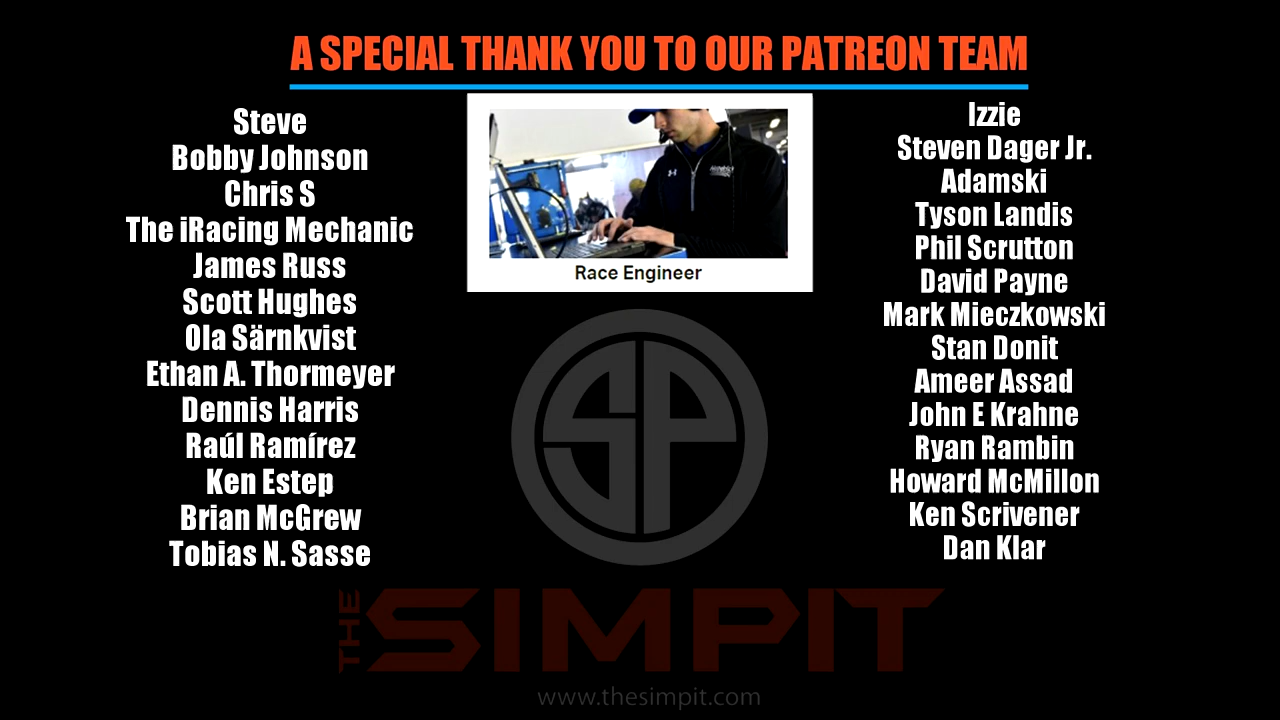 A SPECIAL THANK YOU TO OUR PATREON TEAM
Steve
Bobby Johnson
Chris S
The iRacing Mechanic
James Russ
Scott Hughes
Ola Särnkvist
Ethan A. Thormeyer
Dennis Harris
Raúl Ramírez
Ken Estep
Brian McGrew
Tobias N. Sasse
Race Engineer
SP
Izzie
Steven Dager Jr.
Adamski
Tyson Landis
Phil Scrutton
David Payne
Mark Mieczkowski
Stan Donit
Ameer Assad
John E Krahne
Ryan Rambin
Howard McMillon
Ken Scrivener
Dan Klar
THE SIMPIT
www.thesimpit.com